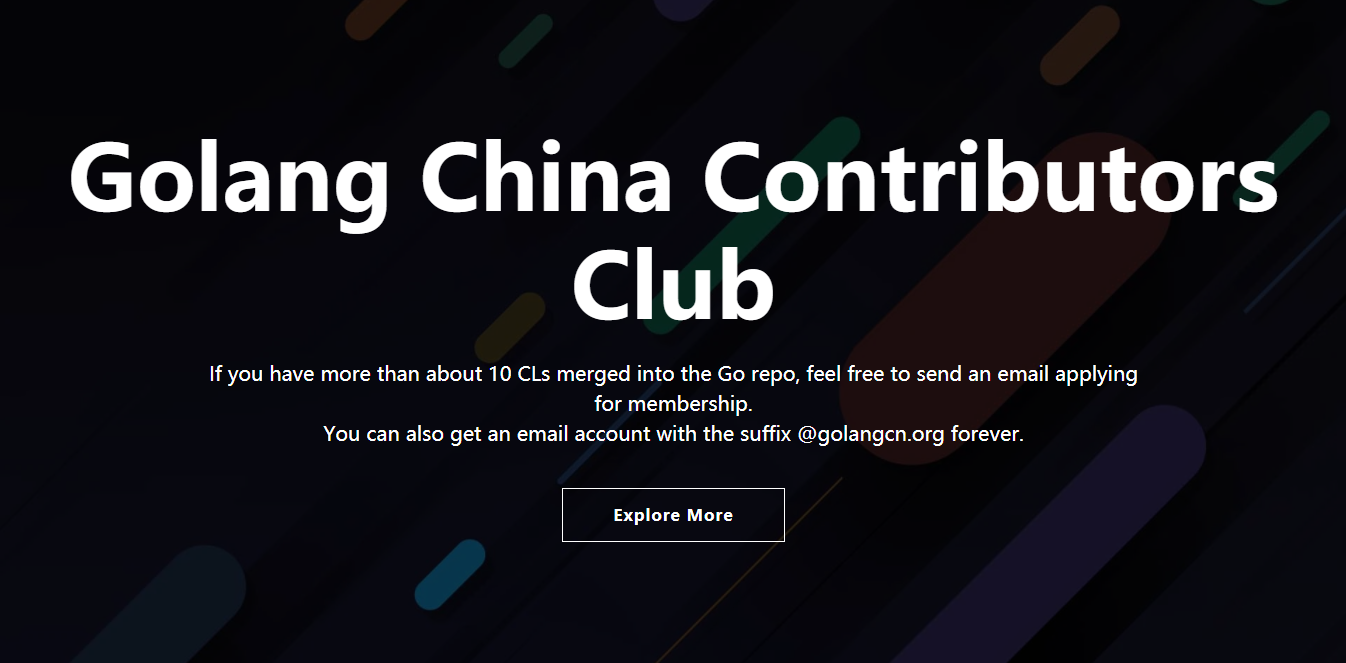 Golang China Contributors
Club
If you have more than about 10 CLs merged into the Go repo, feel free to send an email applying
for membership.
You can also get an email account with the suffix @golangcn.org forever.
Explore More